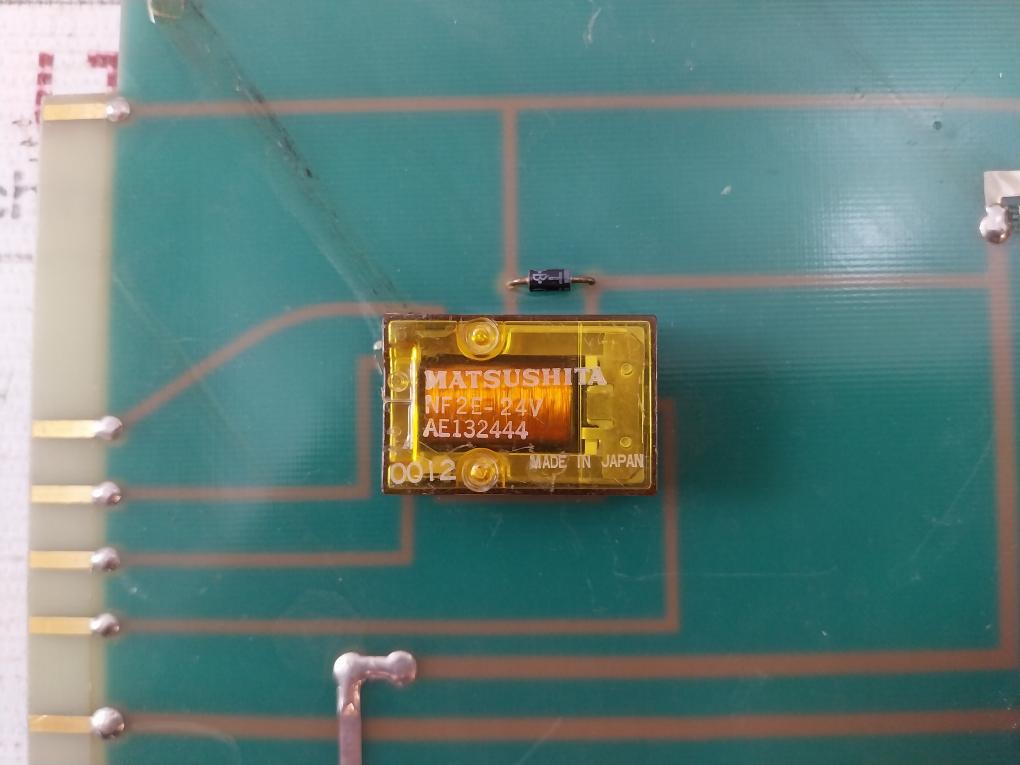 MATSUSHITA
NF2E-24V
AE132444
0012
MADE IN JAPAN